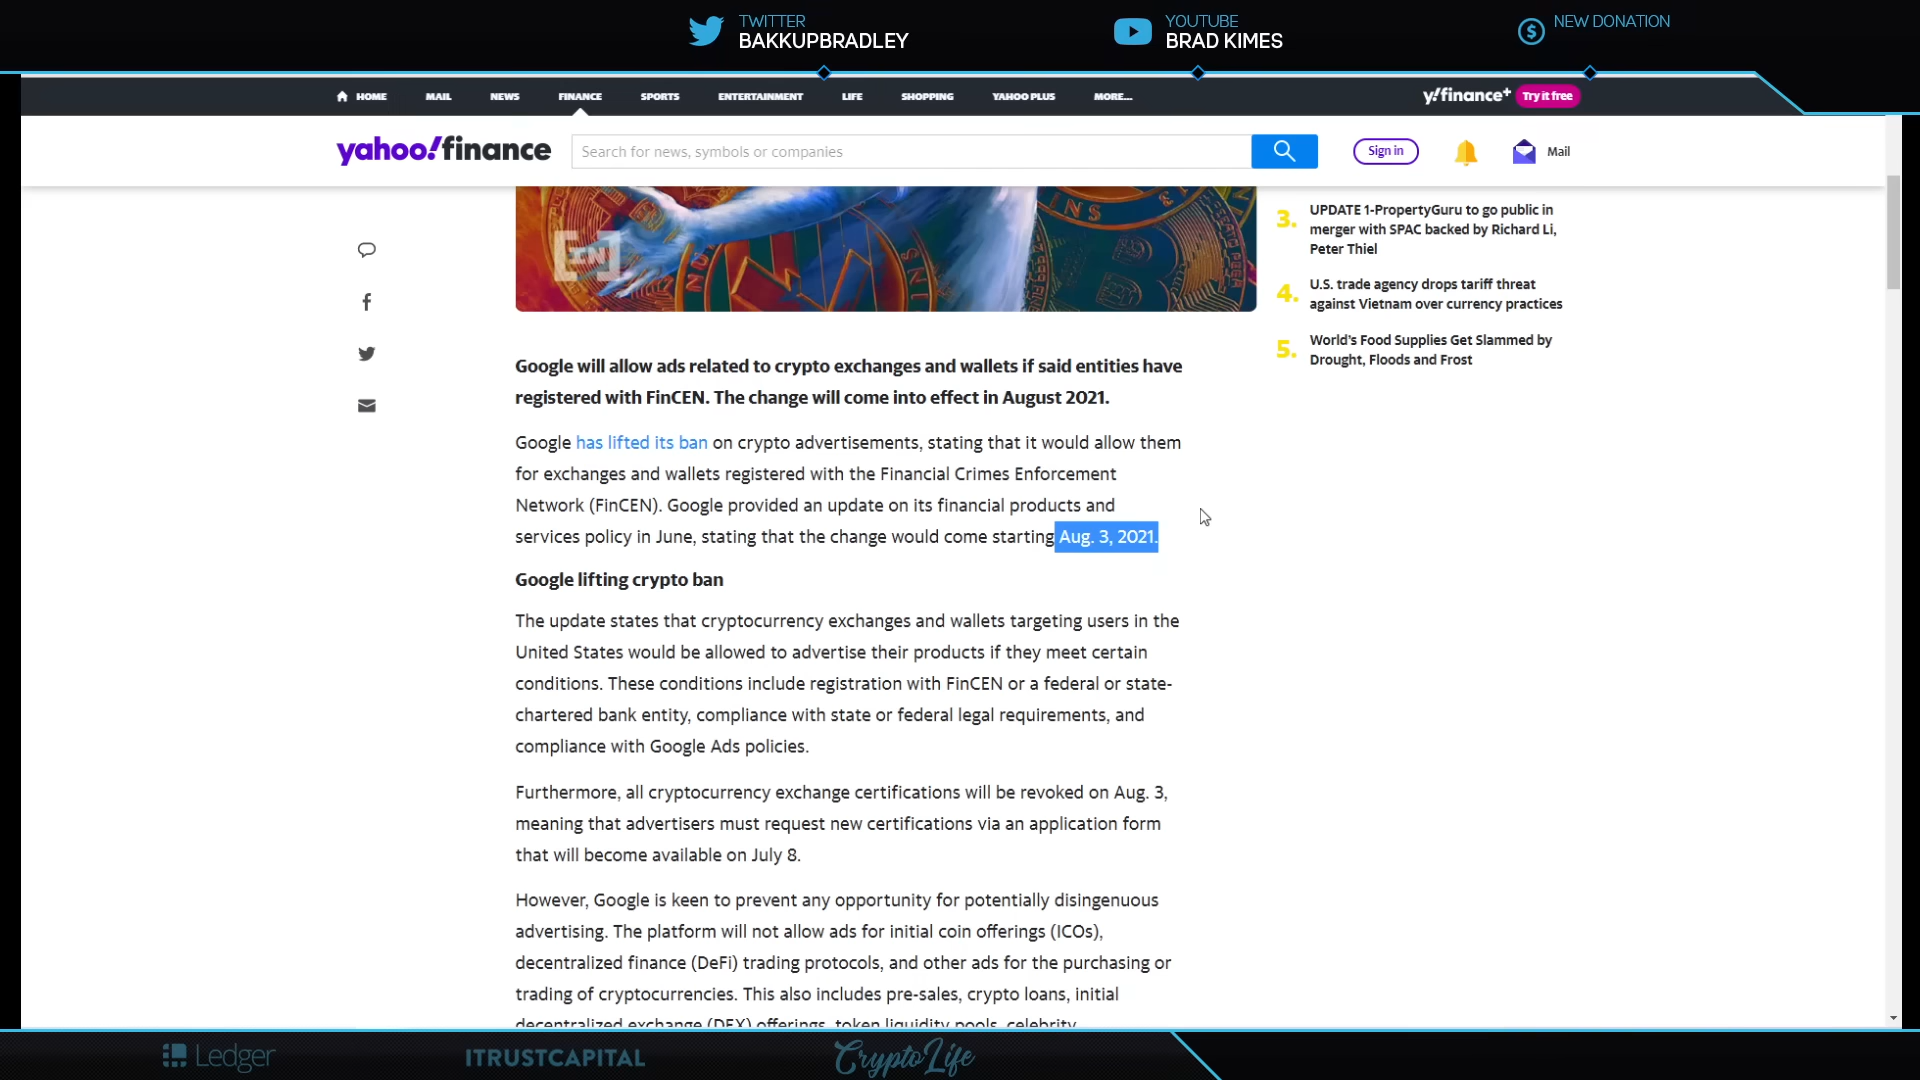 TWITTER
BAKKUPBRADLEY
YOUTUBE
BRAD KIMES
NEW DONATION
HOME MAIL NEWS FINANCE SPORTS ENTERTAINMENT LIFE SHOPPING YAHOO PLUS MORE...
y!finance+ Try it free
yahoo!finance
Search for news, symbols or companies
Sign in
Mail
3. UPDATE 1-PropertyGuru to go public in
merger with SPAC backed by Richard Li,
Peter Thiel
4. U.S. trade agency drops tariff threat
against Vietnam over currency practices
5. World's Food Supplies Get Slammed by
Drought, Floods and Frost
Google will allow ads related to crypto exchanges and wallets if said entities have
registered with FinCEN. The change will come into effect in August 2021.
Google has lifted its ban on crypto advertisements, stating that it would allow them
for exchanges and wallets registered with the Financial Crimes Enforcement
Network (FinCEN). Google provided an update on its financial products and
services policy in June, stating that the change would come starting Aug. 3, 2021.
Google lifting crypto ban
The update states that cryptocurrency exchanges and wallets targeting users in the
United States would be allowed to advertise their products if they meet certain
conditions. These conditions include registration with FinCEN or a federal or state-
chartered bank entity, compliance with state or federal legal requirements, and
compliance with Google Ads policies.
Furthermore, all cryptocurrency exchange certifications will be revoked on Aug. 3,
meaning that advertisers must request new certifications via an application form
that will become available on July 8.
However, Google is keen to prevent any opportunity for potentially disingenuous
advertising. The platform will not allow ads for initial coin offerings (ICOs),
decentralized finance (DeFi) trading protocols, and other ads for the purchasing or
trading of cryptocurrencies. This also includes pre-sales, crypto loans, initial
decentralized exchange (DEX) offerings, token liquidity pools, celebrity
Ledger
ITRUSTCAPITAL
CryptoLife